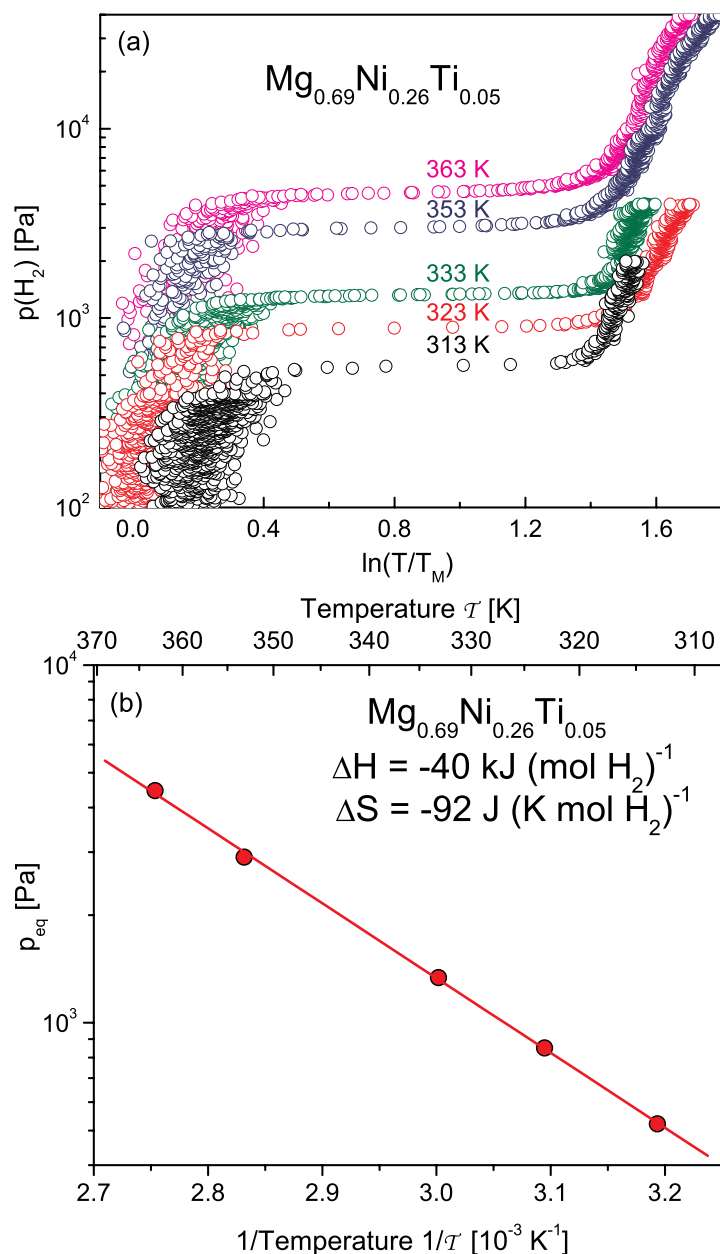 (a)
Mg0.69Ni0.26Ti0.05
p(H2) [Pa]
10^4
10^3
10^2
363 K
353 K
333 K
323 K
313 K
0.0 0.4 0.8 1.2 1.6
ln(T/TM)
Temperature 𝒯 [K]
370 360 350 340 330 320 310
(b)
Mg0.69Ni0.26Ti0.05
ΔH = -40 kJ (mol H2)^-1
ΔS = -92 J (K mol H2)^-1
peq [Pa]
10^4
10^3
2.7 2.8 2.9 3.0 3.1 3.2
1/Temperature 1/𝒯 [10^-3 K^-1]